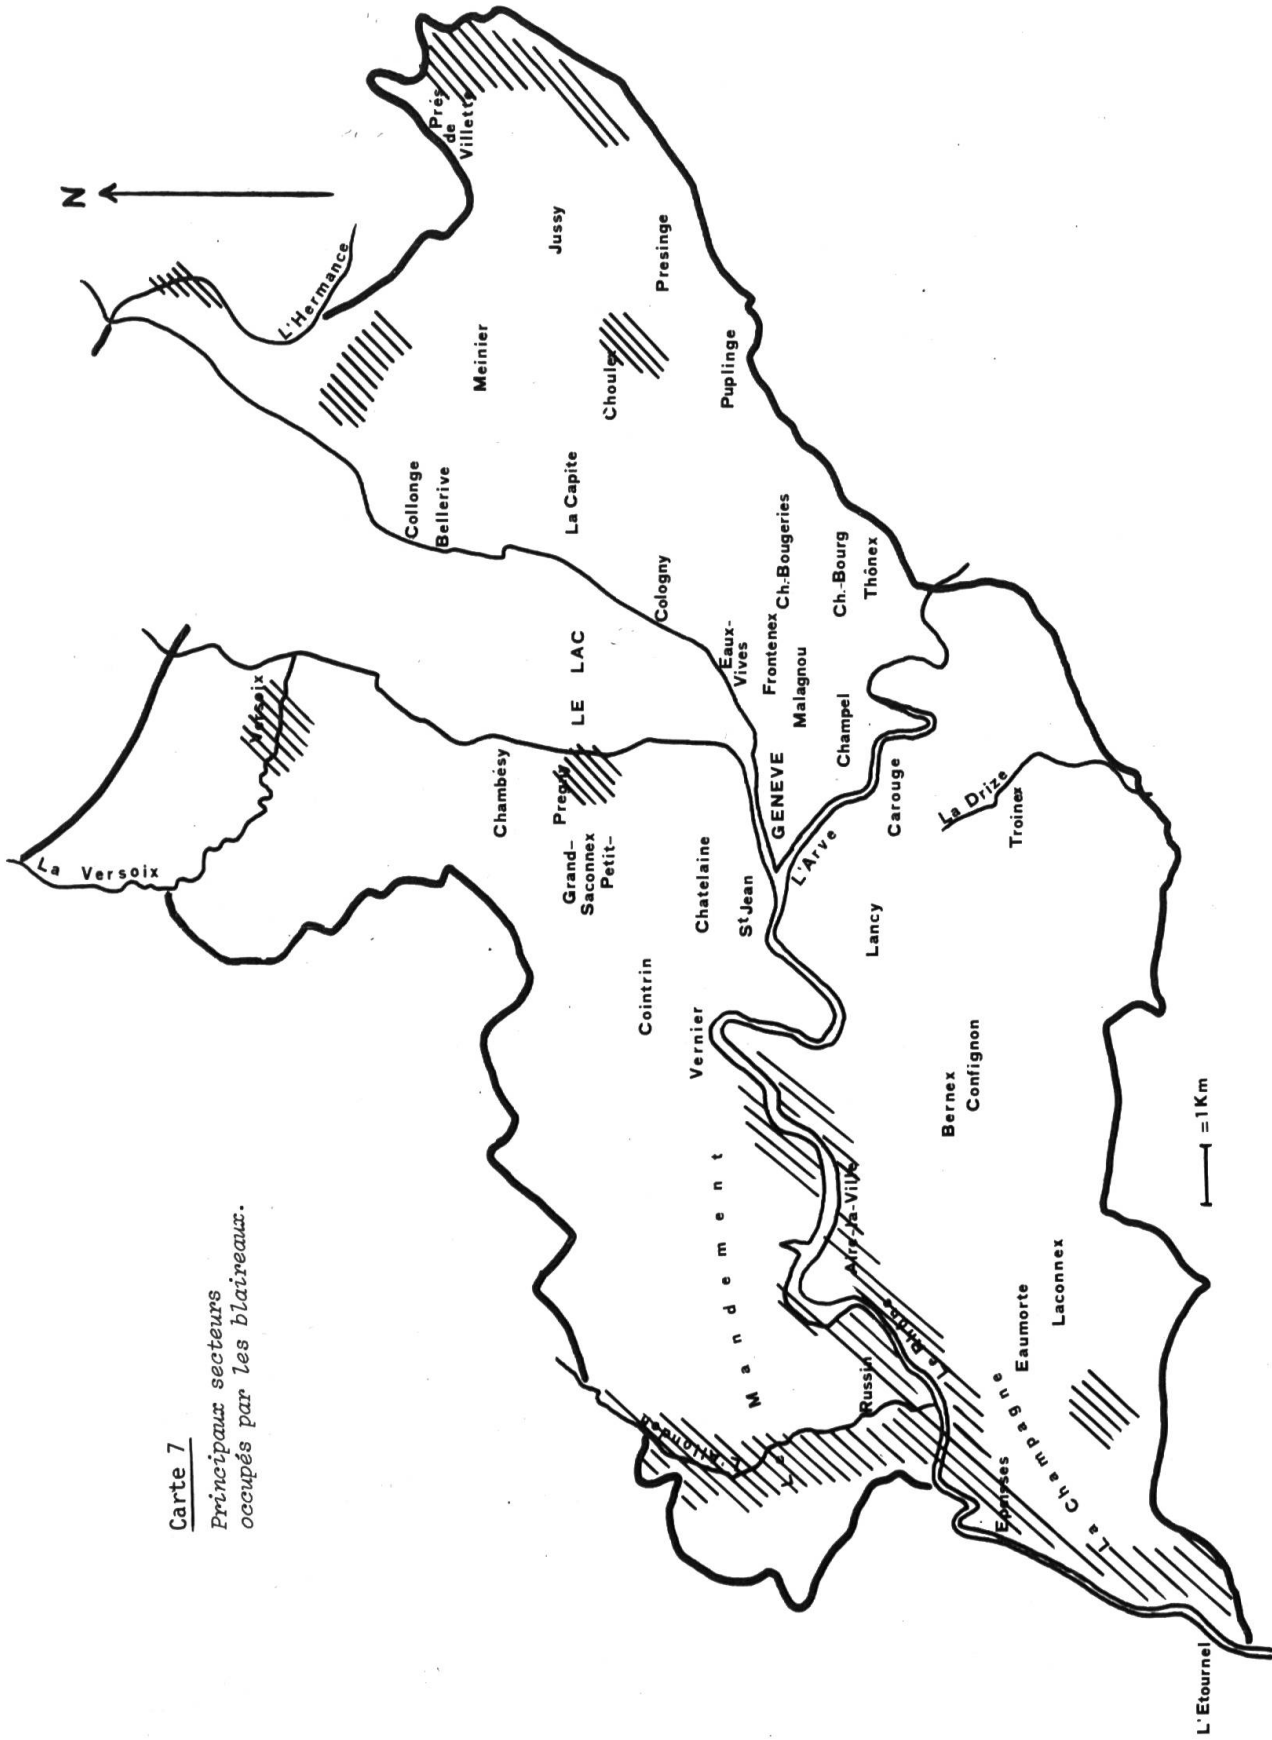 Carte 7
Principaux secteurs
occupés par les blaireaux.
N
La Versoix
Versoix
L'Hermance
Prés
de
Villette
Jussy
Presinge
Meinier
Choulex
Puplinge
Collonge
Bellerive
La Capite
Cologny
LE LAC
Chambésy
Pregny
Grand-
Saconnex
Petit-
Eaux-
Vives
Frontenex
Ch.-Bougeries
Malagnou
Ch.-Bourg
Thônex
Champel
GENEVE
Carouge
L'Arve
La Drize
Troinex
Chatelaine
St Jean
Lancy
Cointrin
Vernier
Bernex
Confignon
Mandement
Aire-la-Ville
Le Rhône
Russin
L'Allondon
Eaumorte
Laconnex
La Champagne
Epeisses
L'Etournel
=1Km